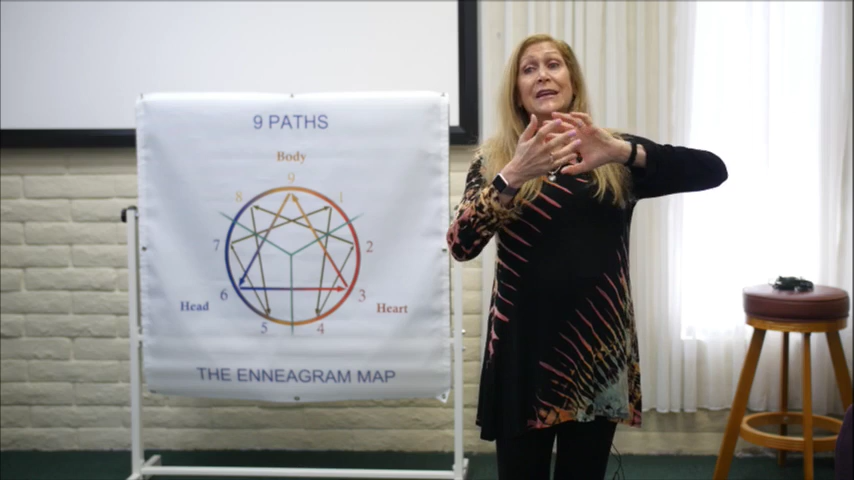 9 PATHS
Body
9
8 1
7 2
6 3
Head Heart
5 4
THE ENNEAGRAM MAP